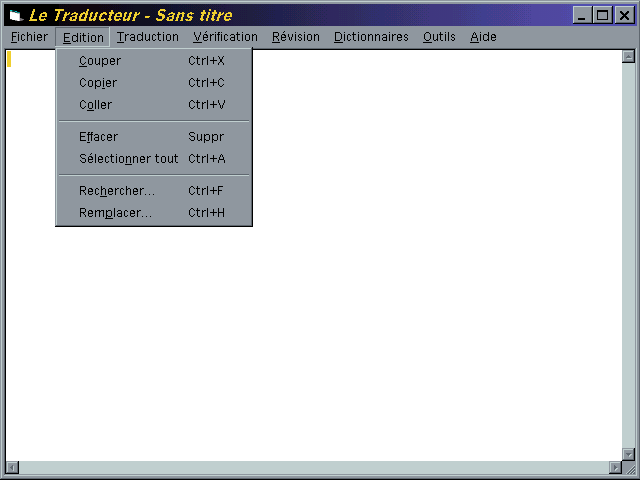 Le Traducteur - Sans titre
Fichier Edition Traduction Vérification Révision Dictionnaires Outils Aide
Couper Ctrl+X
Copier Ctrl+C
Coller Ctrl+V
Effacer Suppr
Sélectionner tout Ctrl+A
Rechercher... Ctrl+F
Remplacer... Ctrl+H